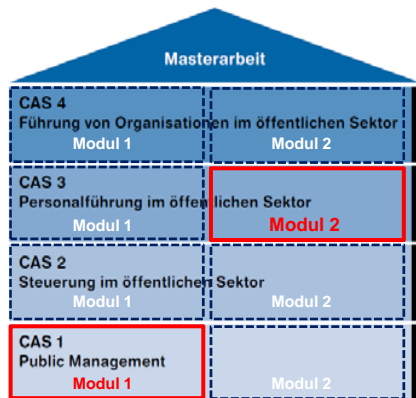 Masterarbeit
CAS 4
Führung von Organisationen im öffentlichen Sektor
Modul 1 Modul 2
CAS 3
Personalführung im öffentlichen Sektor
Modul 1 Modul 2
CAS 2
Steuerung im öffentlichen Sektor
Modul 1 Modul 2
CAS 1
Public Management
Modul 1 Modul 2